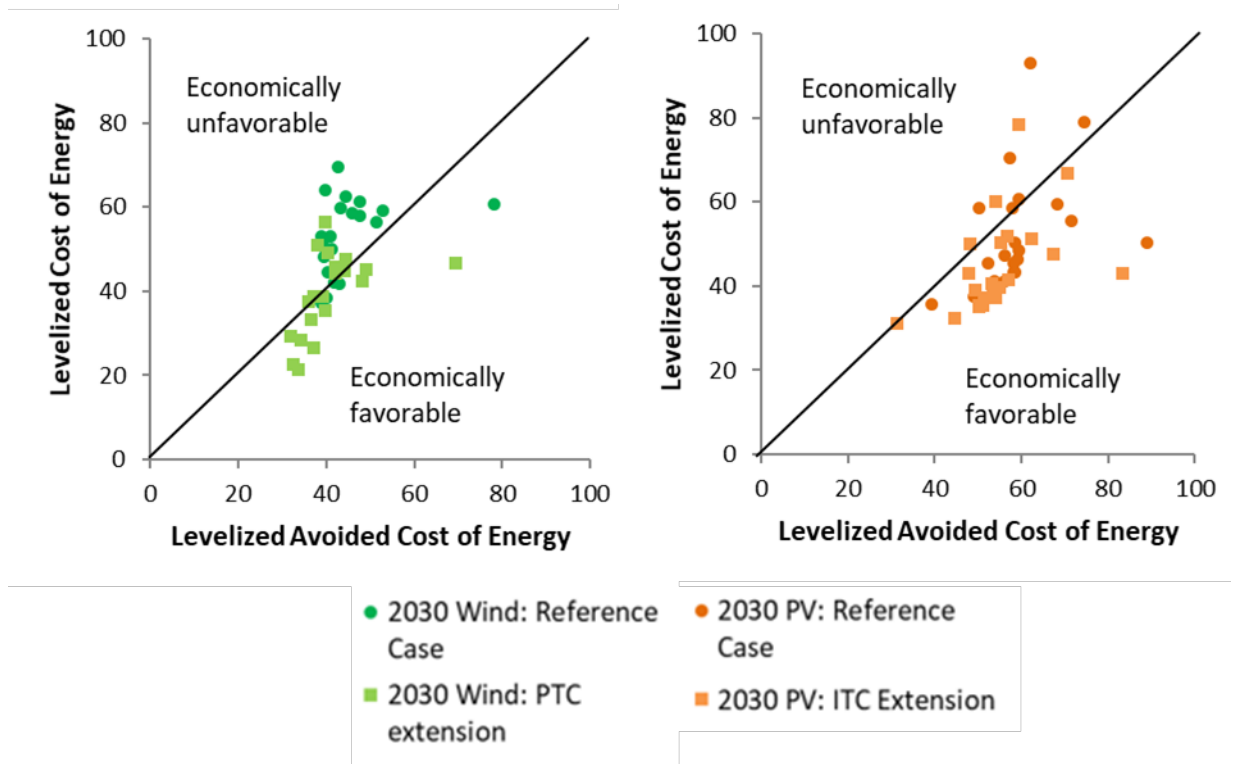 100
80
60
40
20
0
0
20
40
60
80
100
Levelized Cost of Energy
Levelized Avoided Cost of Energy
Economically
unfavorable
Economically
favorable
100
80
60
40
20
0
0
20
40
60
80
100
Levelized Cost of Energy
Levelized Avoided Cost of Energy
Economically
unfavorable
Economically
favorable
2030 Wind: Reference
Case
2030 Wind: PTC
extension
2030 PV: Reference
Case
2030 PV: ITC Extension